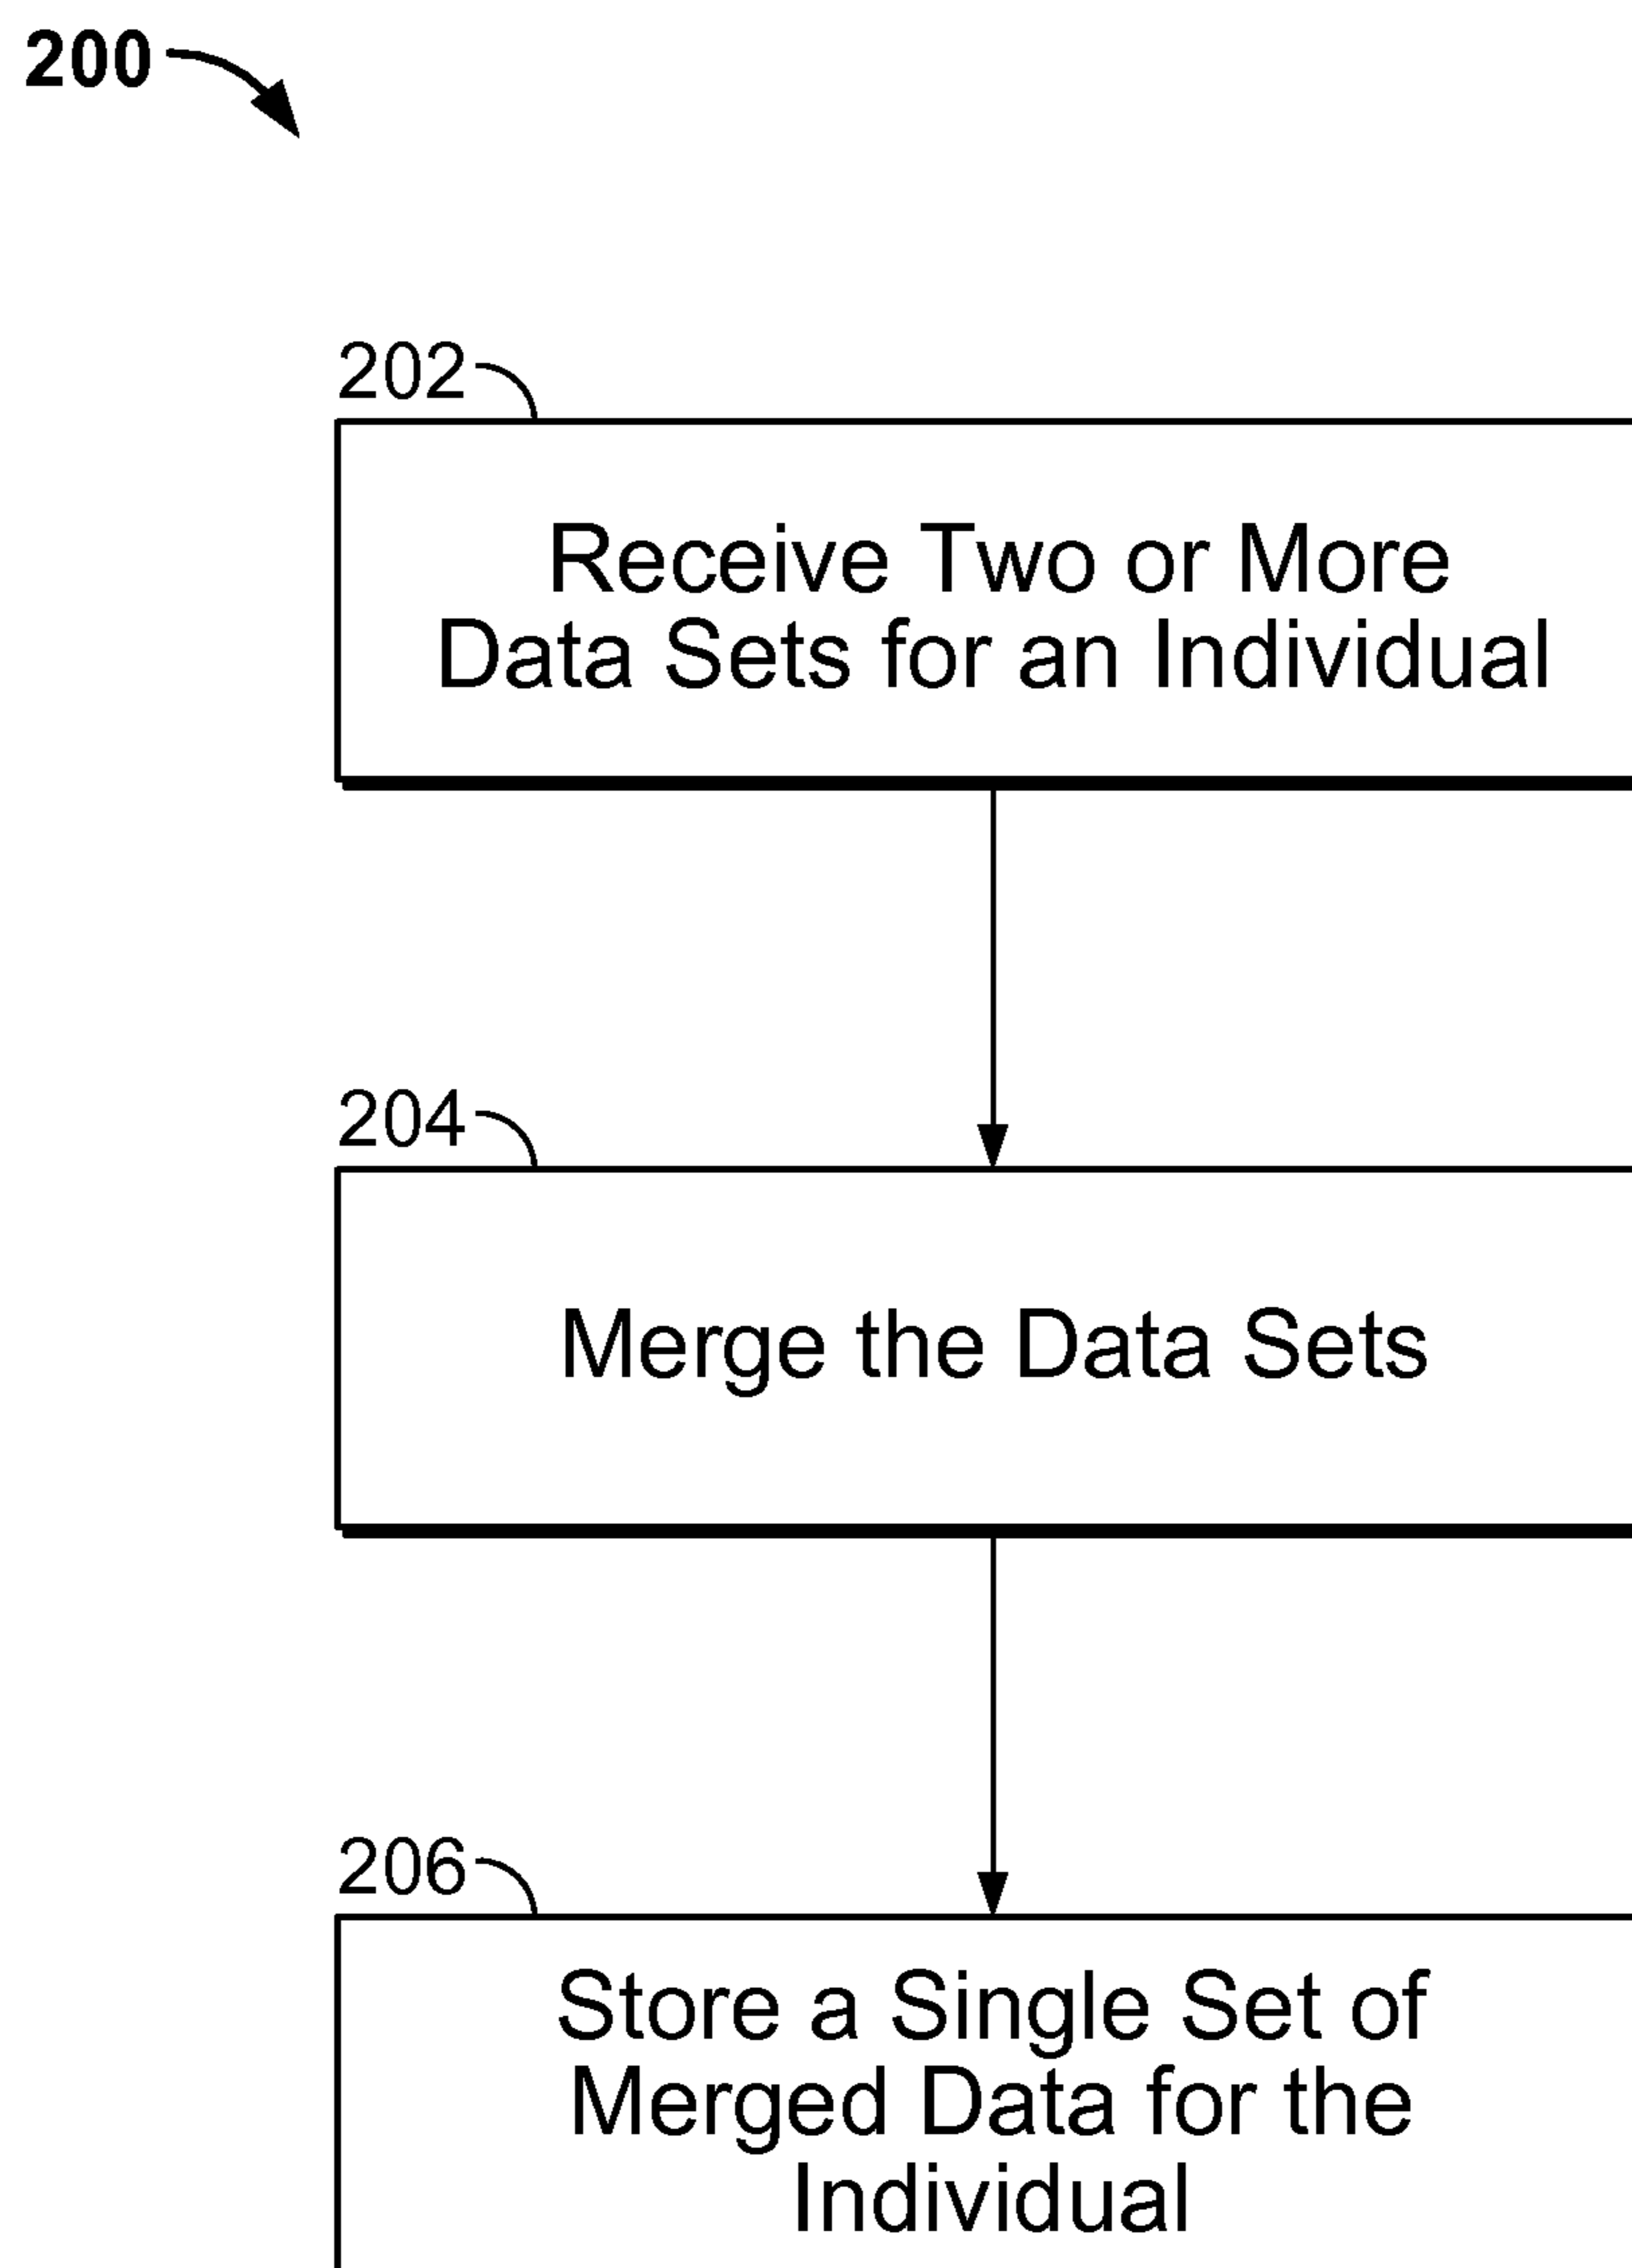 200
202
Receive Two or More
Data Sets for an Individual
204
Merge the Data Sets
206
Store a Single Set of
Merged Data for the
Individual